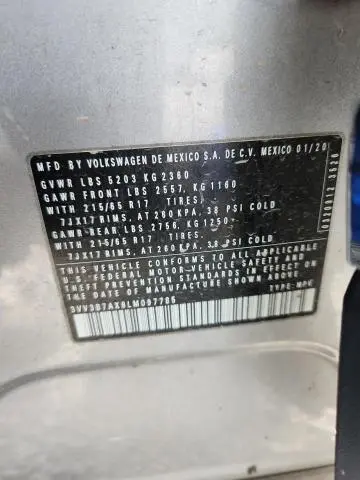 MFD BY VOLKSWAGEN DE MEXICO S.A. DE C.V. MEXICO 01/20
GVWR LBS 5203 KG 2360
GAWR FRONT LBS 2557, KG 1160
WITH 215/65 R17 TIRES,
7JX17 RIMS, AT 260 KPA, 38 PSI COLD
GAWR REAR LBS 2756, KG 1250
WITH 215/65 R17 TIRES,
7JX17 RIMS, AT 260 KPA, 38 PSI COLD
THIS VEHICLE CONFORMS TO ALL APPLICABLE
U.S. FEDERAL MOTOR VEHICLE SAFETY AND
THEFT PREVENTION STANDARDS IN EFFECT ON
THE DATE OF MANUFACTURE SHOWN ABOVE.
TYPE: MPV